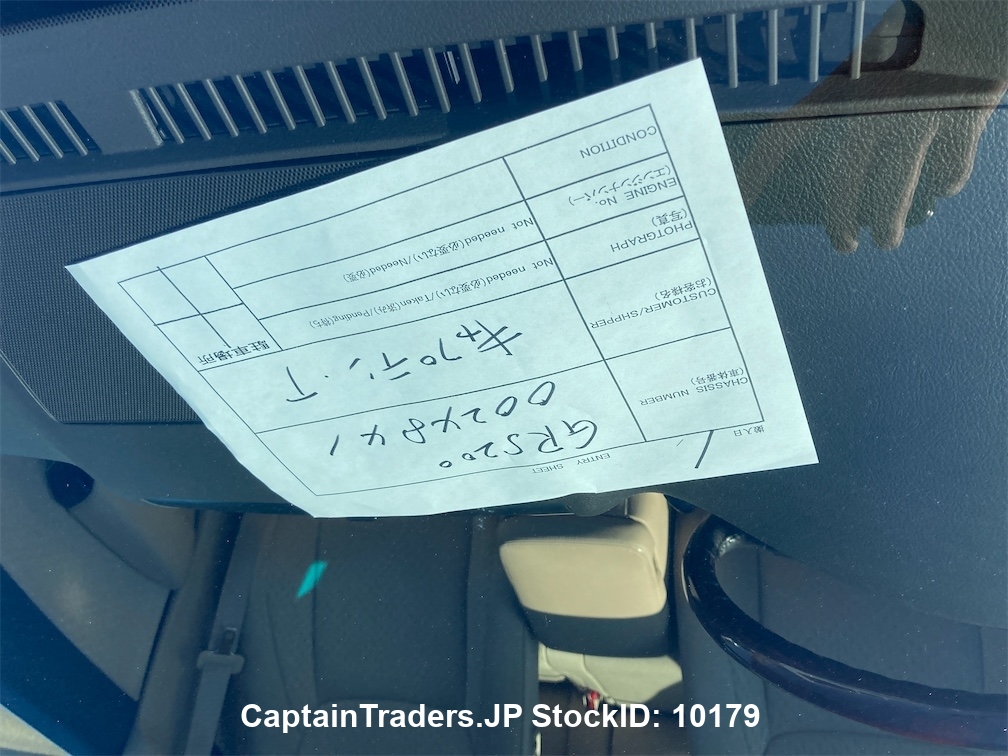 ENTRY SHEET
搬入日 / /
CHASSIS NUMBER
(車体番号)
GRS200
0024841
CUSTOMER/SHPPER
(お客様名)
キャプテン・T
PHOTOGRAPH
(写真)
Not needed(必要ない)/Taken(済み)/Pending(待ち)
駐車場所
ENGINE No.
(エンジンナンバー)
Not needed(必要ない)/Needed(必要)
CONDITION
CaptainTraders.JP StockID: 10179